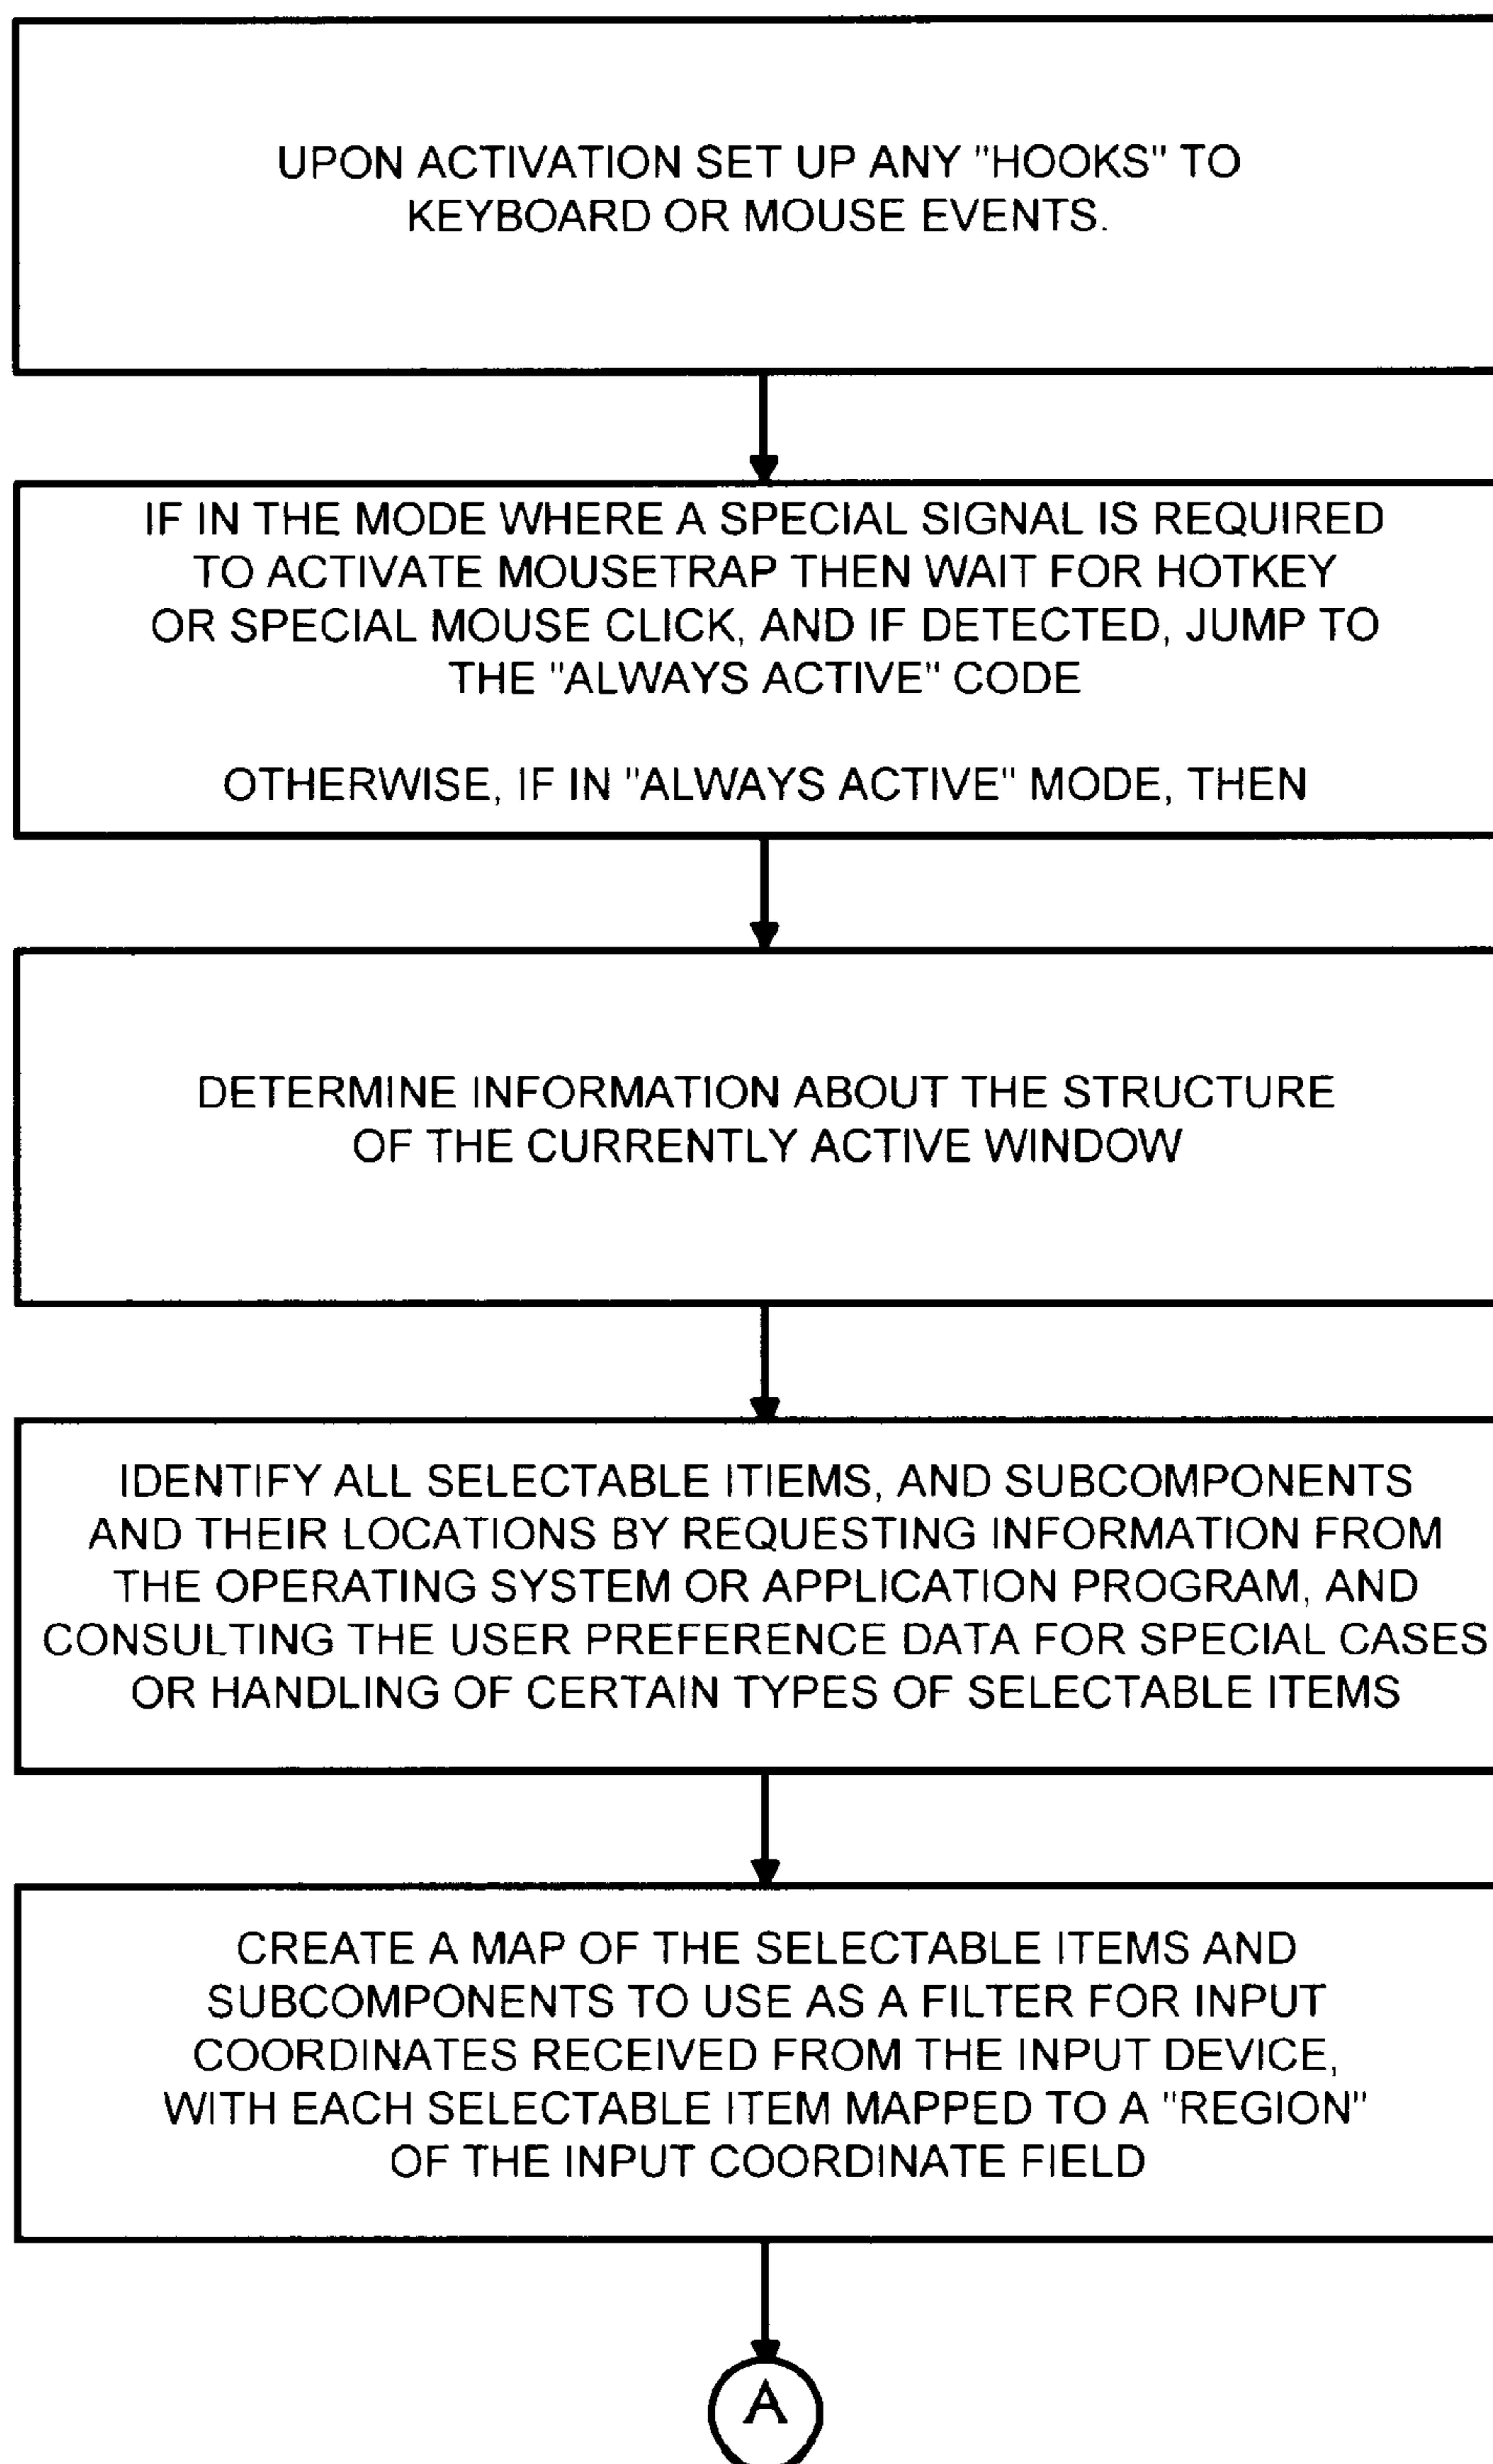 UPON ACTIVATION SET UP ANY "HOOKS" TO
KEYBOARD OR MOUSE EVENTS.
IF IN THE MODE WHERE A SPECIAL SIGNAL IS REQUIRED
TO ACTIVATE MOUSETRAP THEN WAIT FOR HOTKEY
OR SPECIAL MOUSE CLICK, AND IF DETECTED, JUMP TO
THE "ALWAYS ACTIVE" CODE
OTHERWISE, IF IN "ALWAYS ACTIVE" MODE, THEN
DETERMINE INFORMATION ABOUT THE STRUCTURE
OF THE CURRENTLY ACTIVE WINDOW
IDENTIFY ALL SELECTABLE ITIEMS, AND SUBCOMPONENTS
AND THEIR LOCATIONS BY REQUESTING INFORMATION FROM
THE OPERATING SYSTEM OR APPLICATION PROGRAM, AND
CONSULTING THE USER PREFERENCE DATA FOR SPECIAL CASES
OR HANDLING OF CERTAIN TYPES OF SELECTABLE ITEMS
CREATE A MAP OF THE SELECTABLE ITEMS AND
SUBCOMPONENTS TO USE AS A FILTER FOR INPUT
COORDINATES RECEIVED FROM THE INPUT DEVICE,
WITH EACH SELECTABLE ITEM MAPPED TO A "REGION"
OF THE INPUT COORDINATE FIELD
A